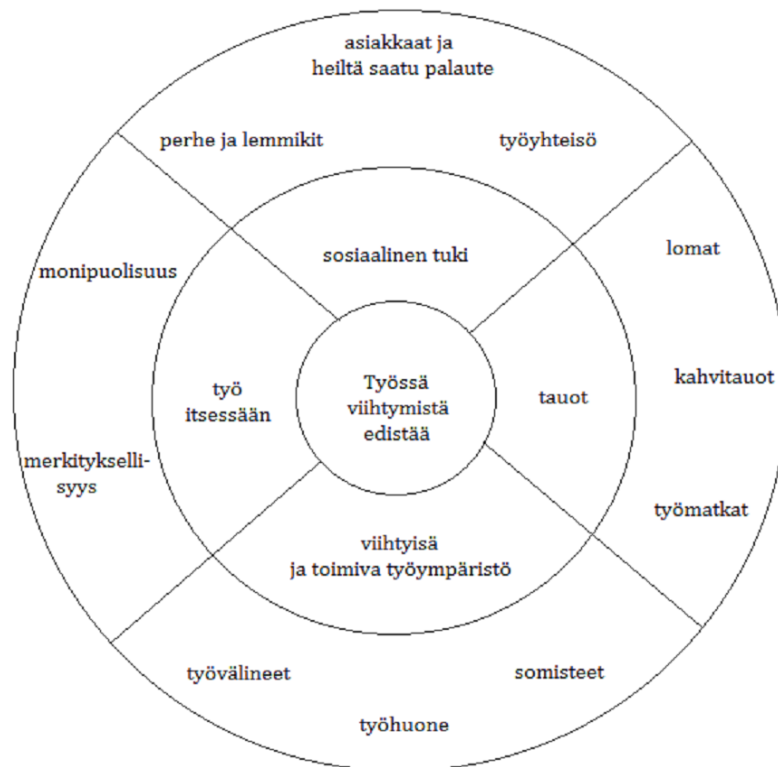 asiakkaat ja
heiltä saatu palaute
perhe ja lemmikit
työyhteisö
sosiaalinen tuki
lomat
monipuolisuus
kahvitauot
työ
itsessään
Työssä
viihtymistä
edistää
tauot
merkitykselli-
syys
työmatkat
viihtyisä
ja toimiva työympäristö
työvälineet
somisteet
työhuone